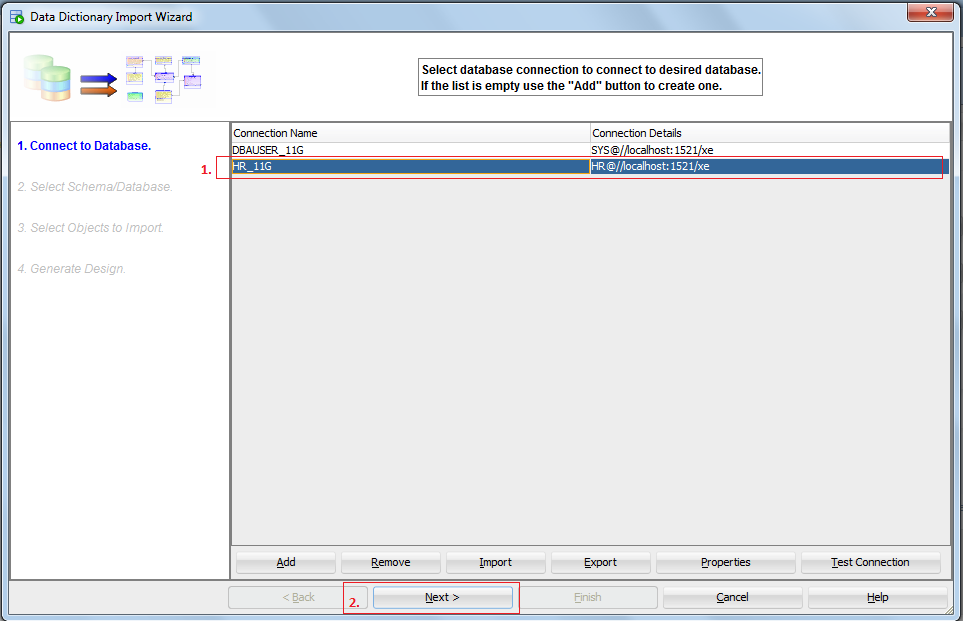 Data Dictionary Import Wizard
Select database connection to connect to desired database.
If the list is empty use the "Add" button to create one.
1. Connect to Database.
2. Select Schema/Database.
3. Select Objects to Import.
4. Generate Design.
Connection Name Connection Details
DBAUSER_11G SYS@//localhost:1521/xe
1. HR_11G HR@//localhost:1521/xe
Add Remove Import Export Properties Test Connection
< Back 2. Next > Finish Cancel Help